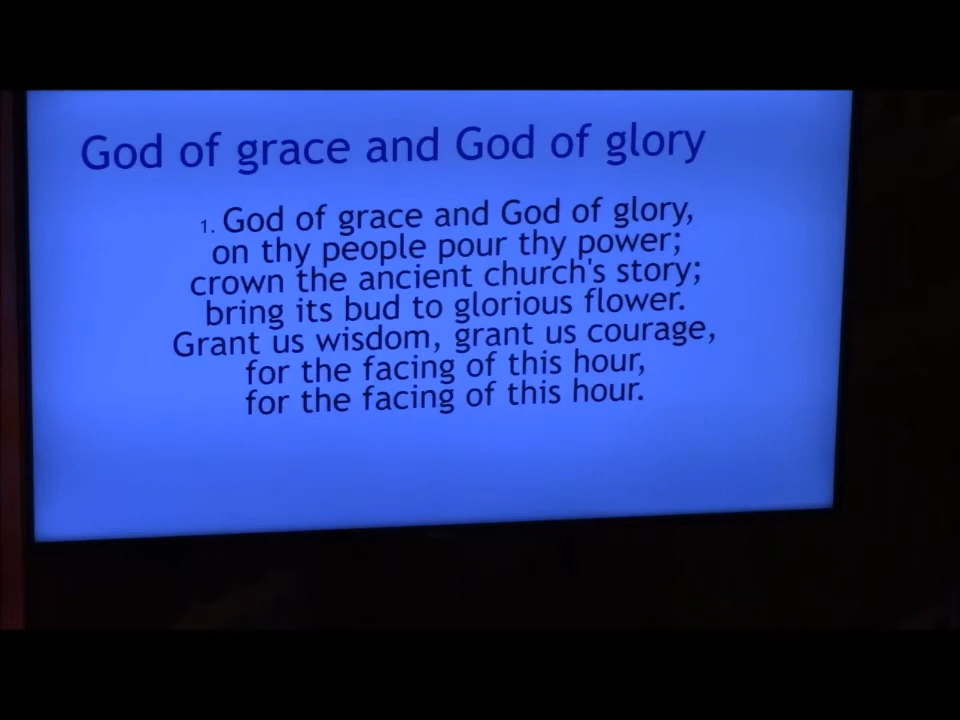 God of grace and God of glory
1. God of grace and God of glory,
on thy people pour thy power;
crown the ancient church's story;
bring its bud to glorious flower.
Grant us wisdom, grant us courage,
for the facing of this hour,
for the facing of this hour.